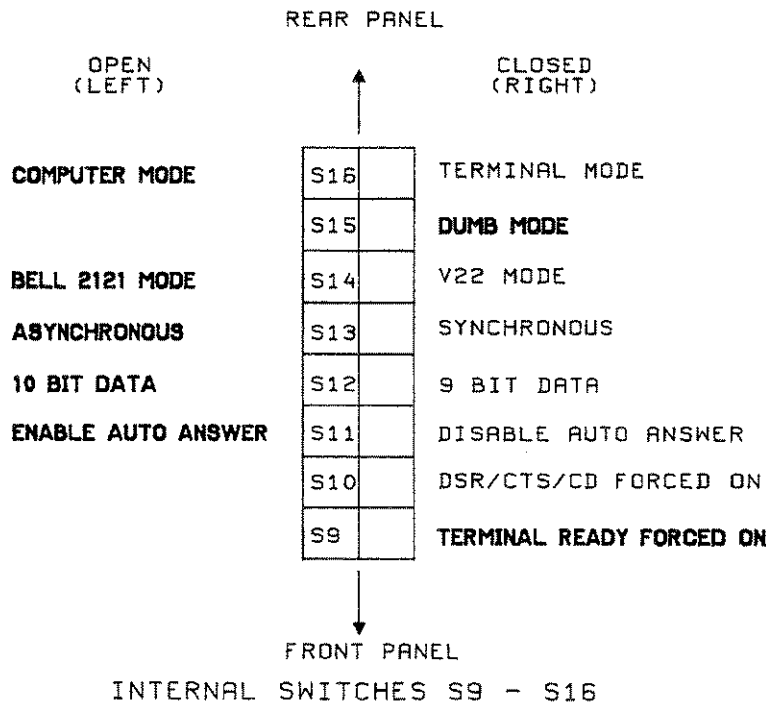 REAR PANEL
OPEN
(LEFT)
CLOSED
(RIGHT)
COMPUTER MODE S16 TERMINAL MODE
S15 DUMB MODE
BELL 2121 MODE S14 V22 MODE
ASYNCHRONOUS S13 SYNCHRONOUS
10 BIT DATA S12 9 BIT DATA
ENABLE AUTO ANSWER S11 DISABLE AUTO ANSWER
S10 DSR/CTS/CD FORCED ON
S9 TERMINAL READY FORCED ON
FRONT PANEL
INTERNAL SWITCHES S9 - S16